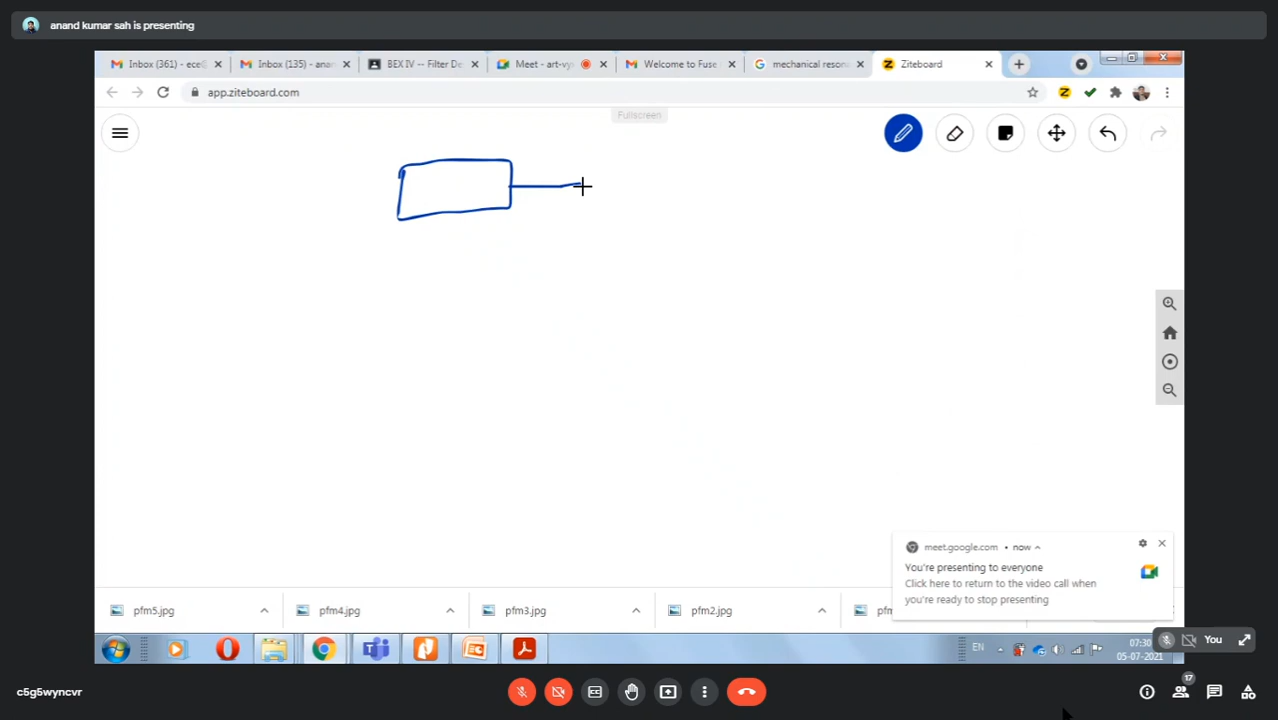 anand kumar sah is presenting
Inbox (361) - ece@
Inbox (135) - anan
BEX IV -- Filter De
Meet - art-vy
Welcome to Fuse
mechanical reson
Ziteboard
app.ziteboard.com
Fullscreen
meet.google.com • now
You're presenting to everyone
Click here to return to the video call when
you're ready to stop presenting
pfm5.jpg
pfm4.jpg
pfm3.jpg
pfm2.jpg
EN
07:30
05-07-2021
You
c5g5wyncvr
17